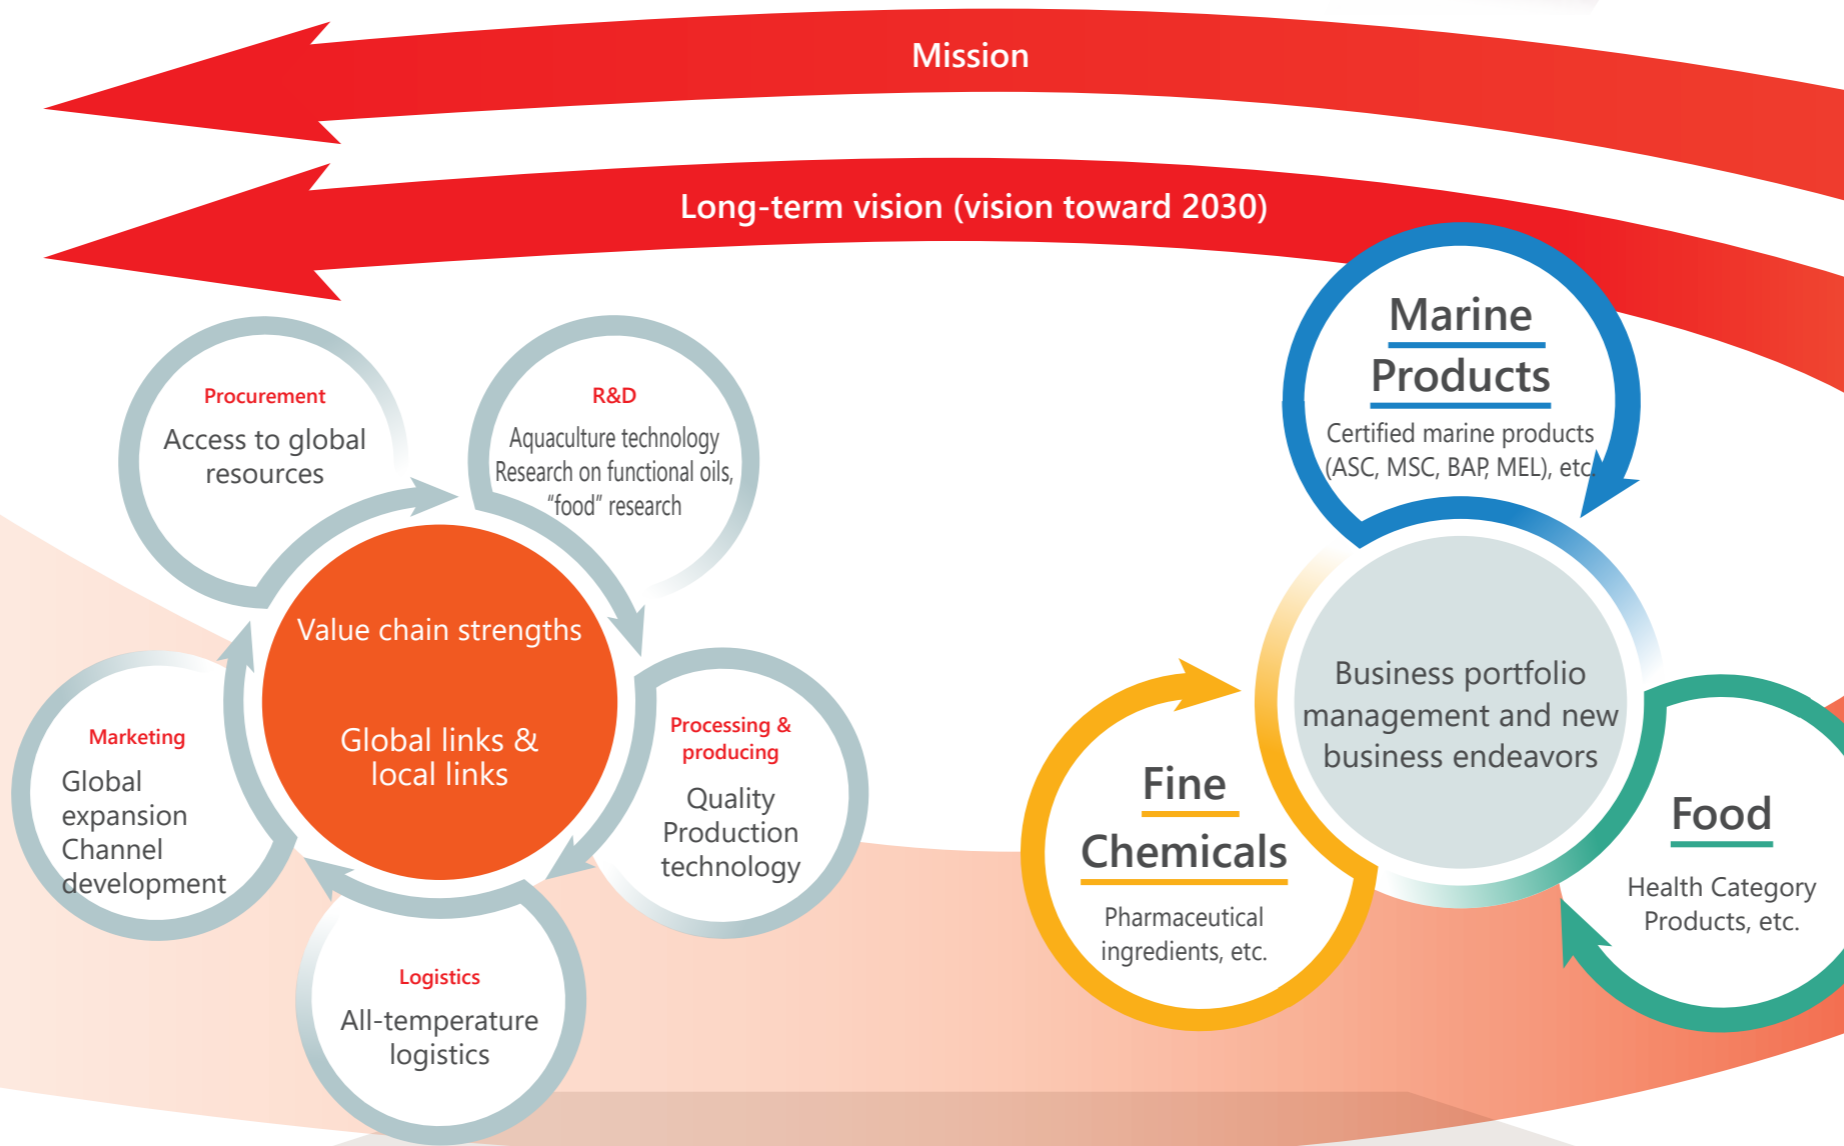 Mission
Long-term vision (vision toward 2030)
Procurement
Access to global
resources
R&D
Aquaculture technology
Research on functional oils,
“food” research
Value chain strengths
Global links &
local links
Marketing
Global
expansion
Channel
development
Processing &
producing
Quality
Production
technology
Logistics
All-temperature
logistics
Marine
Products
Certified marine products
(ASC, MSC, BAP, MEL), etc.
Business portfolio
management and new
business endeavors
Fine
Chemicals
Pharmaceutical
ingredients, etc.
Food
Health Category
Products, etc.